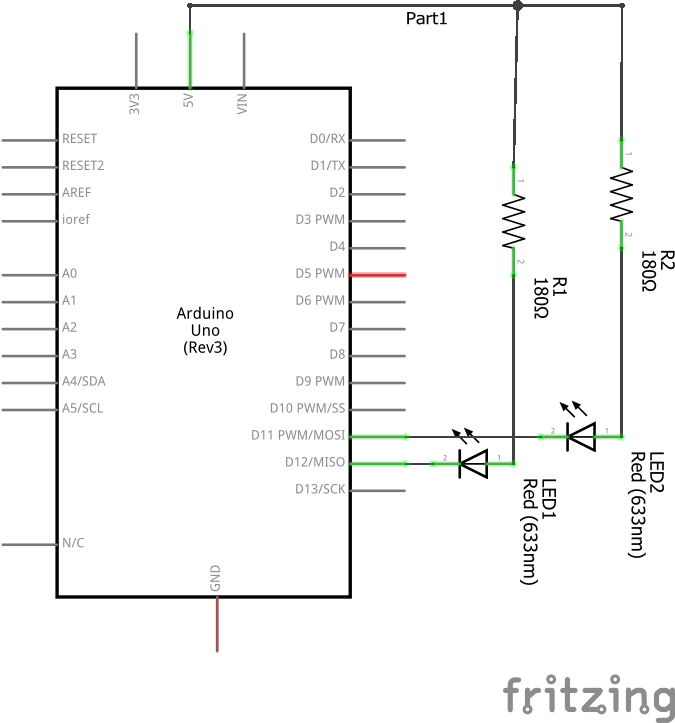 Part1
3V3
5V
VIN
RESET
RESET2
AREF
ioref
A0
A1
A2
A3
A4/SDA
A5/SCL
N/C
Arduino
Uno
(Rev3)
D0/RX
D1/TX
D2
D3 PWM
D4
D5 PWM
D6 PWM
D7
D8
D9 PWM
D10 PWM/SS
D11 PWM/MOSI
D12/MISO
D13/SCK
GND
1
2
R1
180Ω
1
2
R2
180Ω
2
1
LED1
Red (633nm)
2
1
LED2
Red (633nm)
fritzing